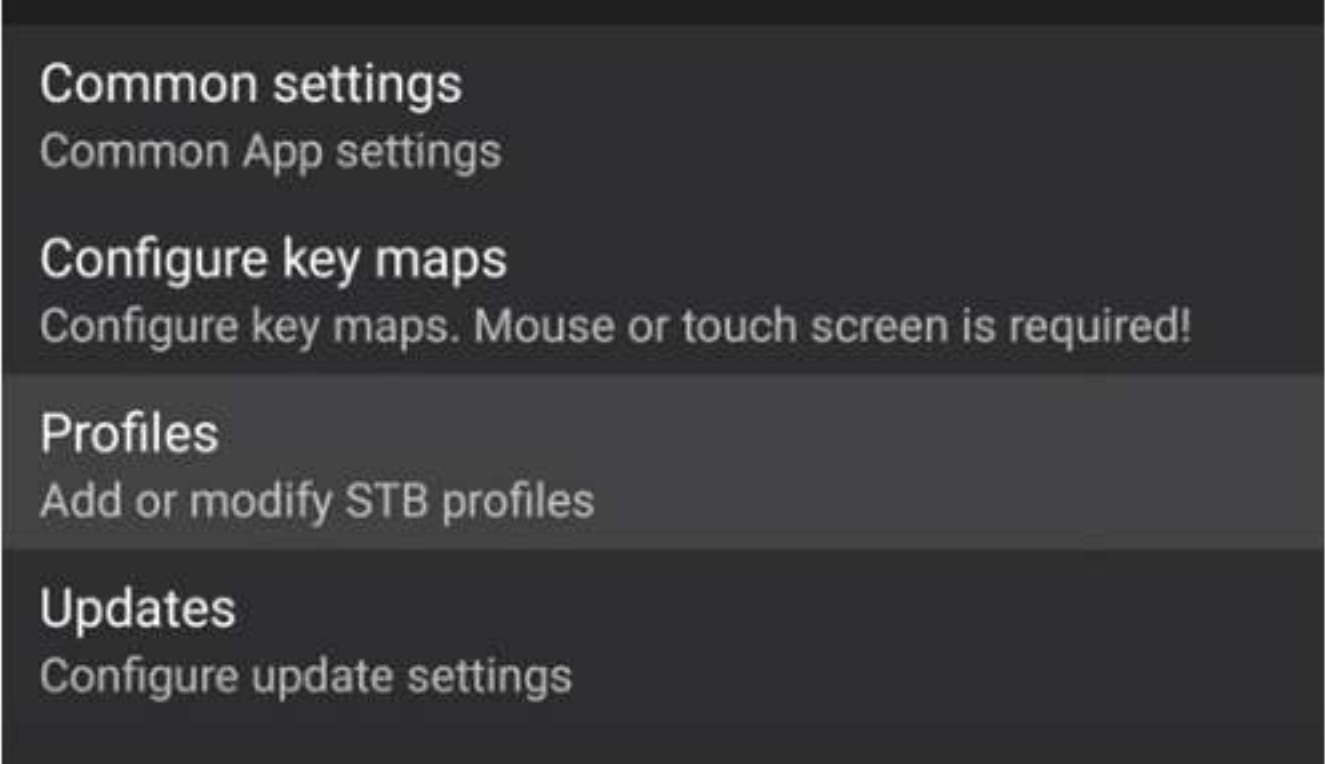 Common settings
Common App settings
Configure key maps
Configure key maps. Mouse or touch screen is required!
Profiles
Add or modify STB profiles
Updates
Configure update settings